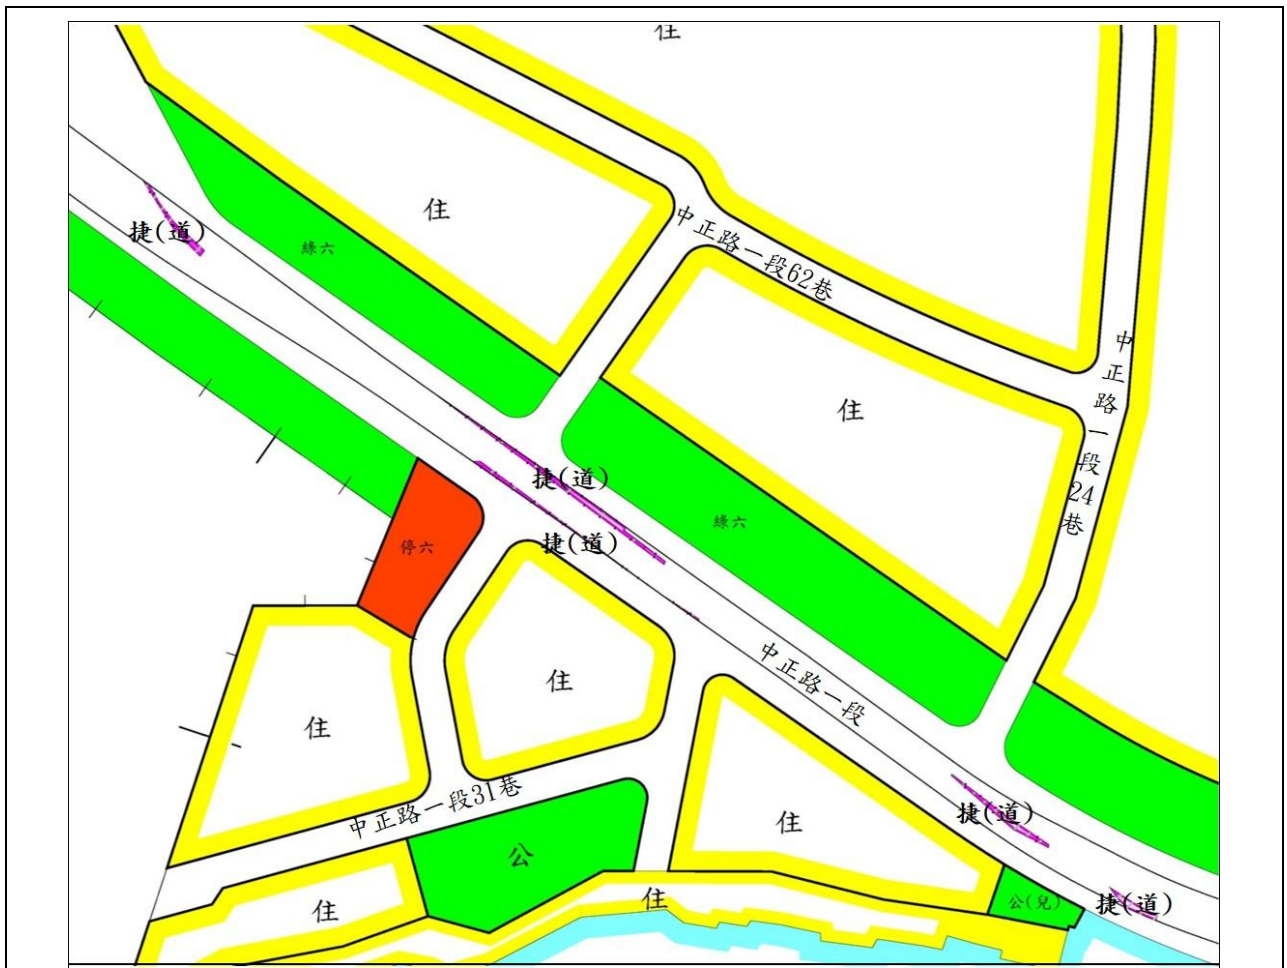 住
住
捷(道)
中正路一段62巷
綠六
中正路一段24巷
住
捷(道)
綠六
捷(道)
停六
中正路一段
住
住
中正路一段31巷
捷(道)
住
公
住
住
公(兒)
捷(道)